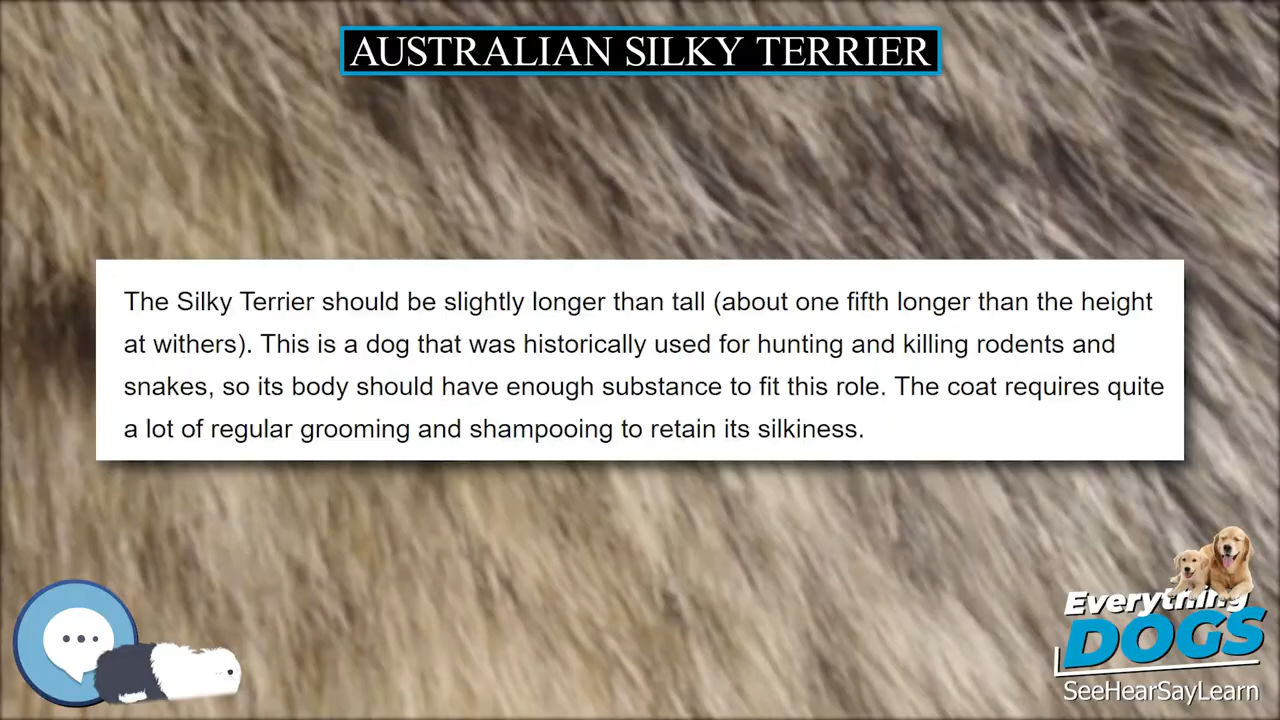 AUSTRALIAN SILKY TERRIER
The Silky Terrier should be slightly longer than tall (about one fifth longer than the height
at withers). This is a dog that was historically used for hunting and killing rodents and
snakes, so its body should have enough substance to fit this role. The coat requires quite
a lot of regular grooming and shampooing to retain its silkiness.
Everything
DOGS
SeeHearSayLearn